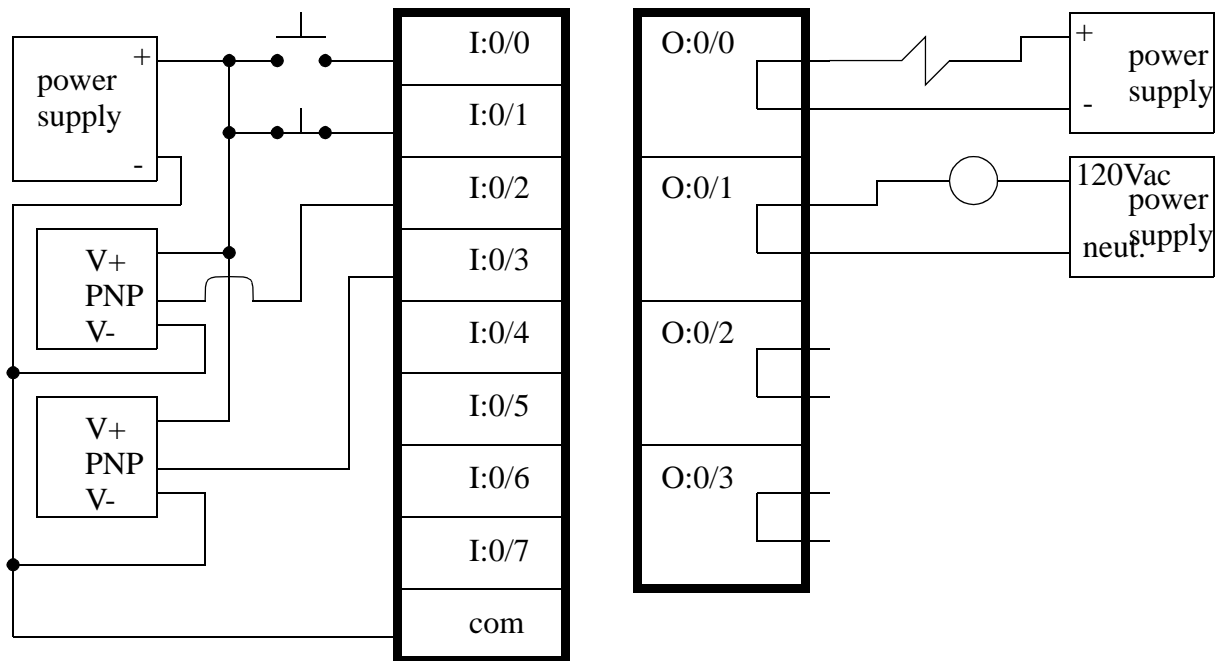 +
power
supply
-
V+
PNP
V-
V+
PNP
V-
I:0/0
I:0/1
I:0/2
I:0/3
I:0/4
I:0/5
I:0/6
I:0/7
com
O:0/0
O:0/1
O:0/2
O:0/3
+
power
supply
-
120Vac
power
supply
neut.